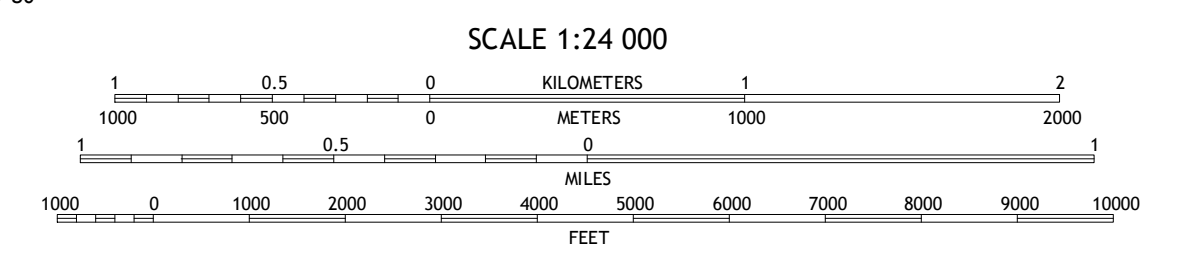 SCALE 1:24 000
1 0.5 0 KILOMETERS 1 2
1000 500 0 METERS 1000 2000
1 0.5 0 1
MILES
1000 0 1000 2000 3000 4000 5000 6000 7000 8000 9000 10000
FEET